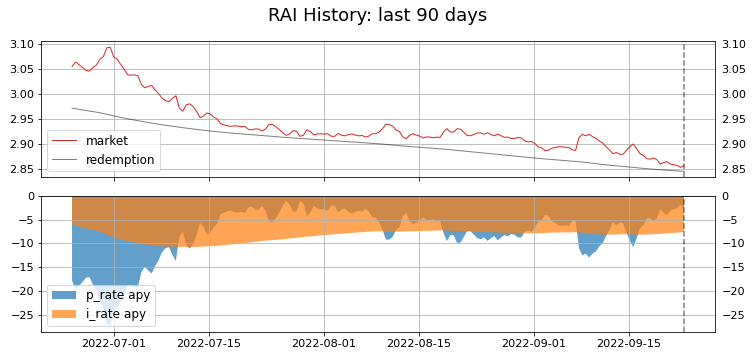 RAI History: last 90 days
3.10 3.10
3.05 3.05
3.00 3.00
2.95 2.95
2.90 2.90
2.85 2.85
market
redemption
0 0
−5 −5
−10 −10
−15 −15
−20 −20
−25 −25
p_rate apy
i_rate apy
2022-07-01 2022-07-15 2022-08-01 2022-08-15 2022-09-01 2022-09-15